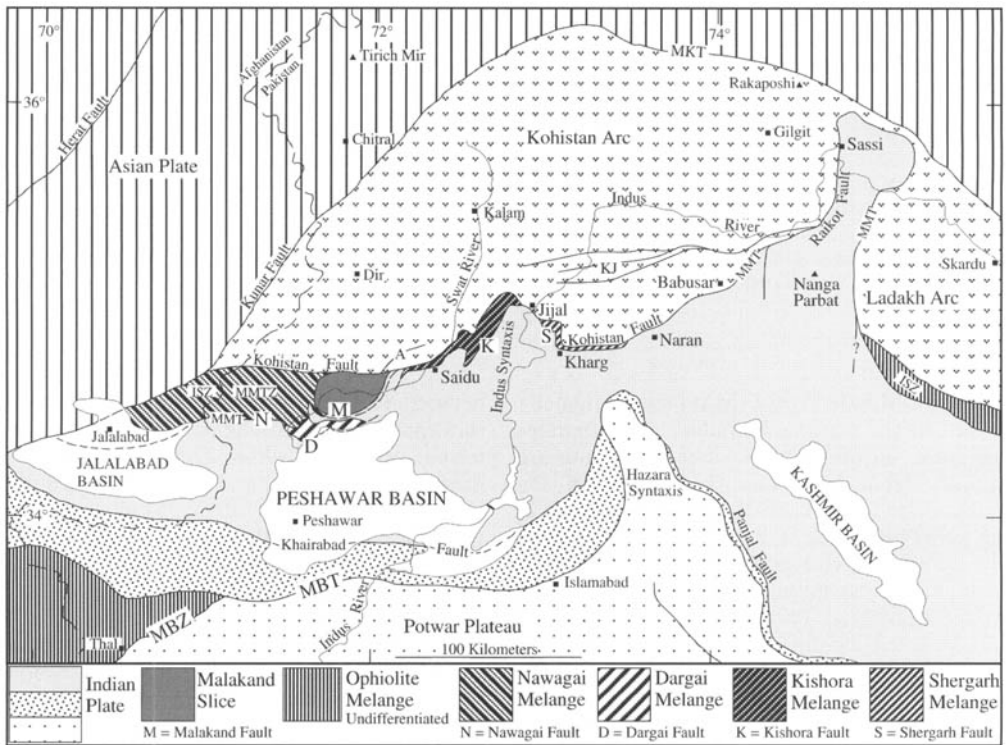 70°
72°
74°
36°
34°
Afghanistan
Pakistan
Tirich Mir
MKT
Rakaposhi
Herat Fault
Chitral
Kohistan Arc
Gilgit
Sassi
Asian Plate
Indus
River
Kalam
Raikot Fault
MMT
Kunar Fault
Dir
Swat River
KJ
MMT
Skardu
Babusar
Nanga
Parbat
Ladakh Arc
Jijal
Kohistan
Fault
S
K
Naran
Kharg
?
Kohistan
Fault
A
Saidu
Indus Syntaxis
ISZ
ISZ
MMTZ
MMT
N
M
D
Jalalabad
JALALABAD
BASIN
PESHAWAR BASIN
Hazara
Syntaxis
KASHMIR BASIN
Peshawar
Khairabad
Fault
Panjal Fault
MBT
MBZ
Islamabad
Thal
Indus River
Potwar Plateau
100 Kilometers
Indian
Plate
Malakand
Slice
M = Malakand Fault
Ophiolite
Melange
Undifferentiated
Nawagai
Melange
N = Nawagai Fault
Dargai
Melange
D = Dargai Fault
Kishora
Melange
K = Kishora Fault
Shergarh
Melange
S = Shergarh Fault